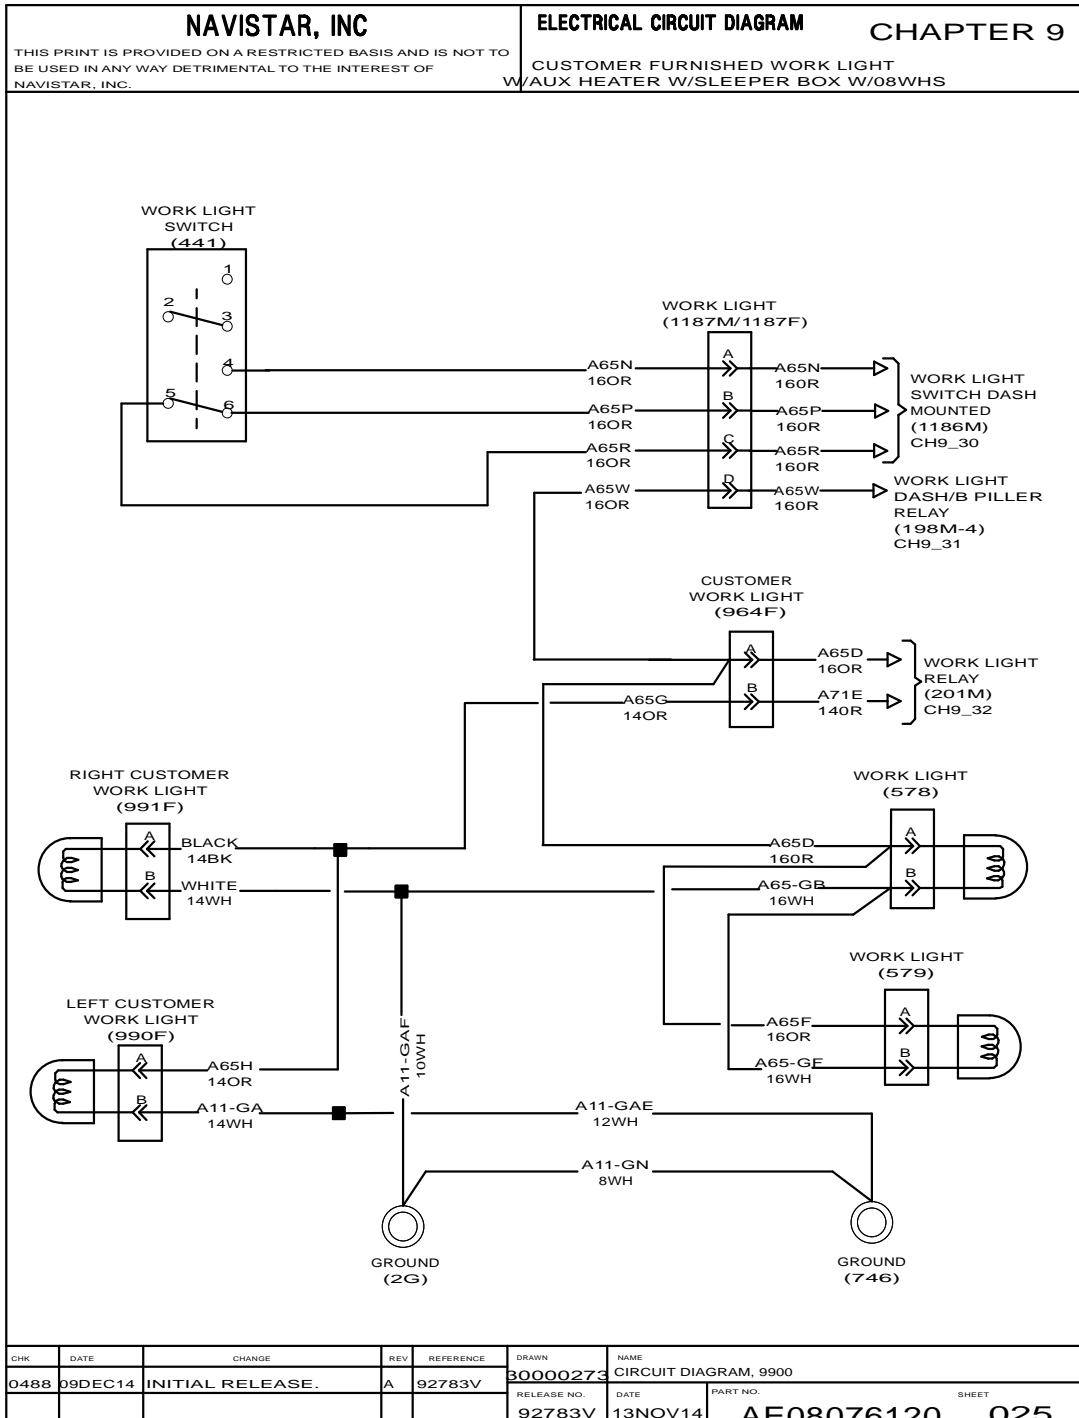 NAVISTAR, INC
THIS PRINT IS PROVIDED ON A RESTRICTED BASIS AND IS NOT TO
BE USED IN ANY WAY DETRIMENTAL TO THE INTEREST OF
NAVISTAR, INC.
ELECTRICAL CIRCUIT DIAGRAM
CHAPTER 9
CUSTOMER FURNISHED WORK LIGHT
W/AUX HEATER W/SLEEPER BOX W/08WHS
WORK LIGHT
SWITCH
(441)
1
2
3
4
5
6
WORK LIGHT
(1187M/1187F)
A65N
16OR
A
A65N
160R
A65P
16OR
B
A65P
160R
A65R
16OR
C
A65R
160R
A65W
16OR
D
A65W
160R
WORK LIGHT
SWITCH DASH
MOUNTED
(1186M)
CH9_30
WORK LIGHT
DASH/B PILLER
RELAY
(198M-4)
CH9_31
CUSTOMER
WORK LIGHT
(964F)
A
A65D
16OR
A65G
14OR
B
A71E
140R
WORK LIGHT
RELAY
(201M)
CH9_32
RIGHT CUSTOMER
WORK LIGHT
(991F)
A
BLACK
14BK
B
WHITE
14WH
WORK LIGHT
(578)
A65D
160R
A
A65-GB
16WH
B
WORK LIGHT
(579)
A65F
16OR
A
A65-GF
16WH
B
LEFT CUSTOMER
WORK LIGHT
(990F)
A
A65H
14OR
B
A11-GA
14WH
A11-GAF
10WH
A11-GAE
12WH
A11-GN
8WH
GROUND
(2G)
GROUND
(746)
CHK DATE CHANGE REV REFERENCE
0488 09DEC14 INITIAL RELEASE. A 92783V
DRAWN
30000273
NAME
CIRCUIT DIAGRAM, 9900
RELEASE NO. DATE PART NO. SHEET
92783V 13NOV14 AE08076120 025